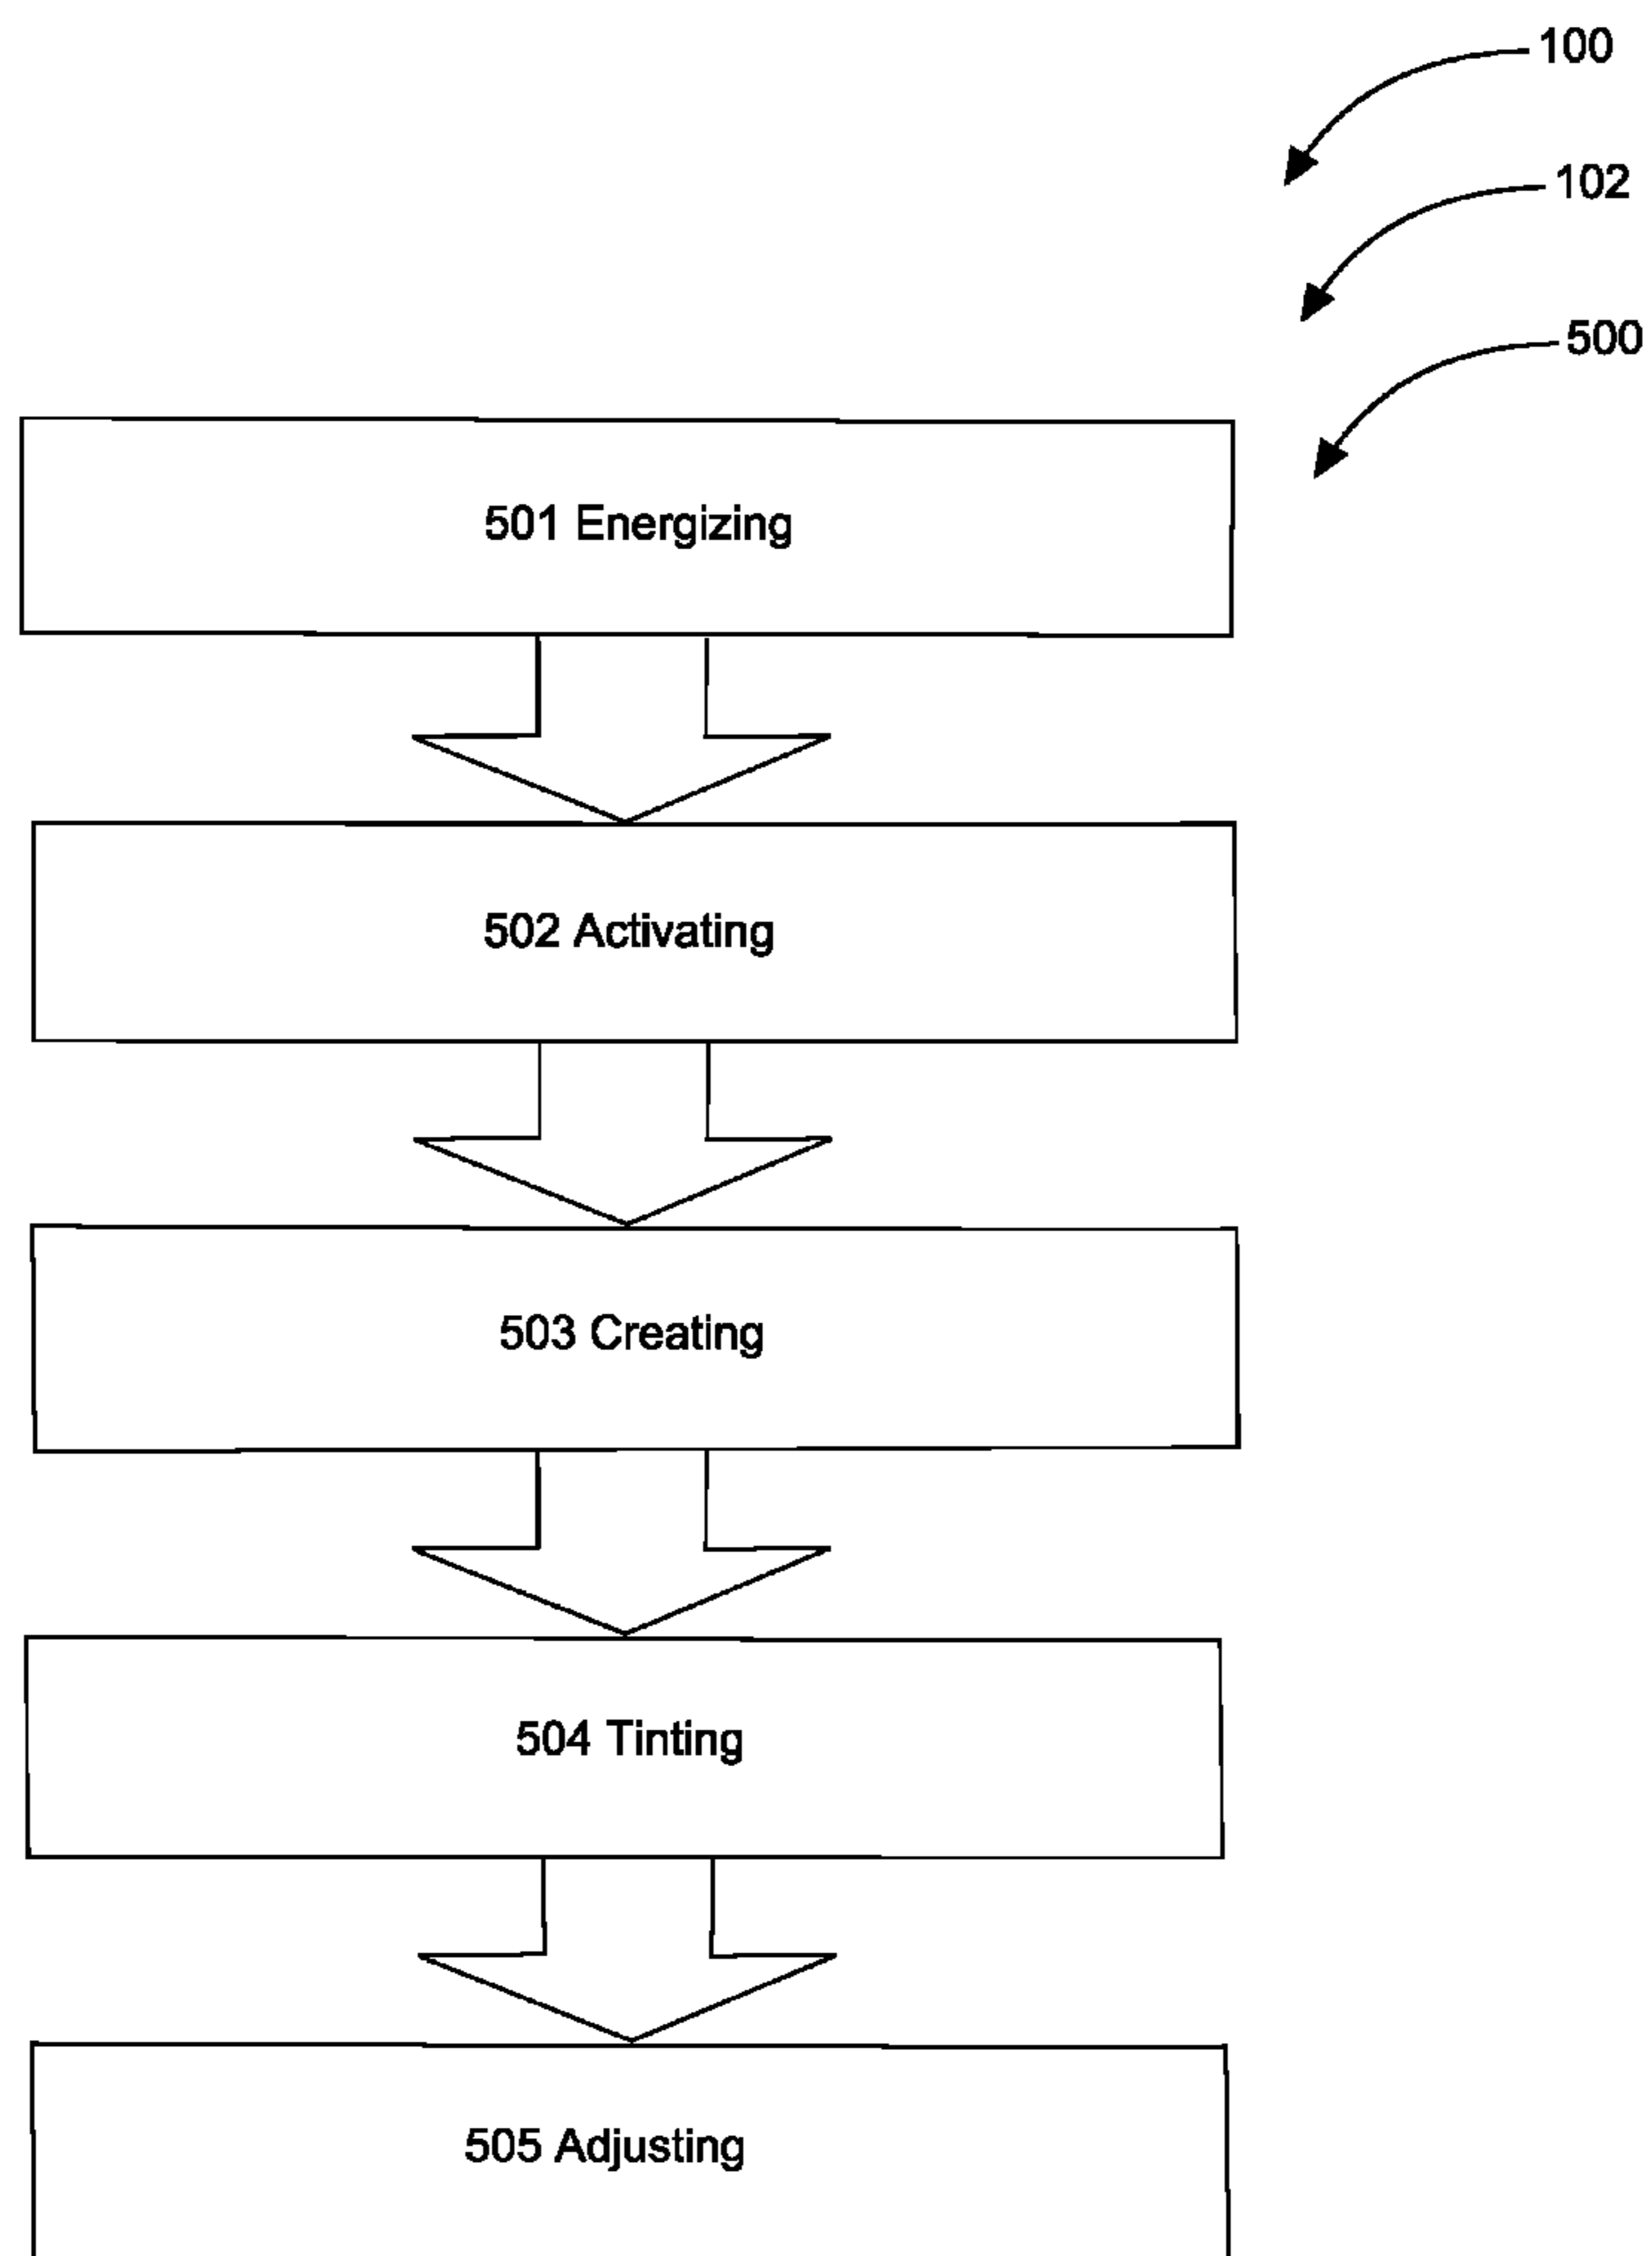 100
102
500
501 Energizing
502 Activating
503 Creating
504 Tinting
505 Adjusting